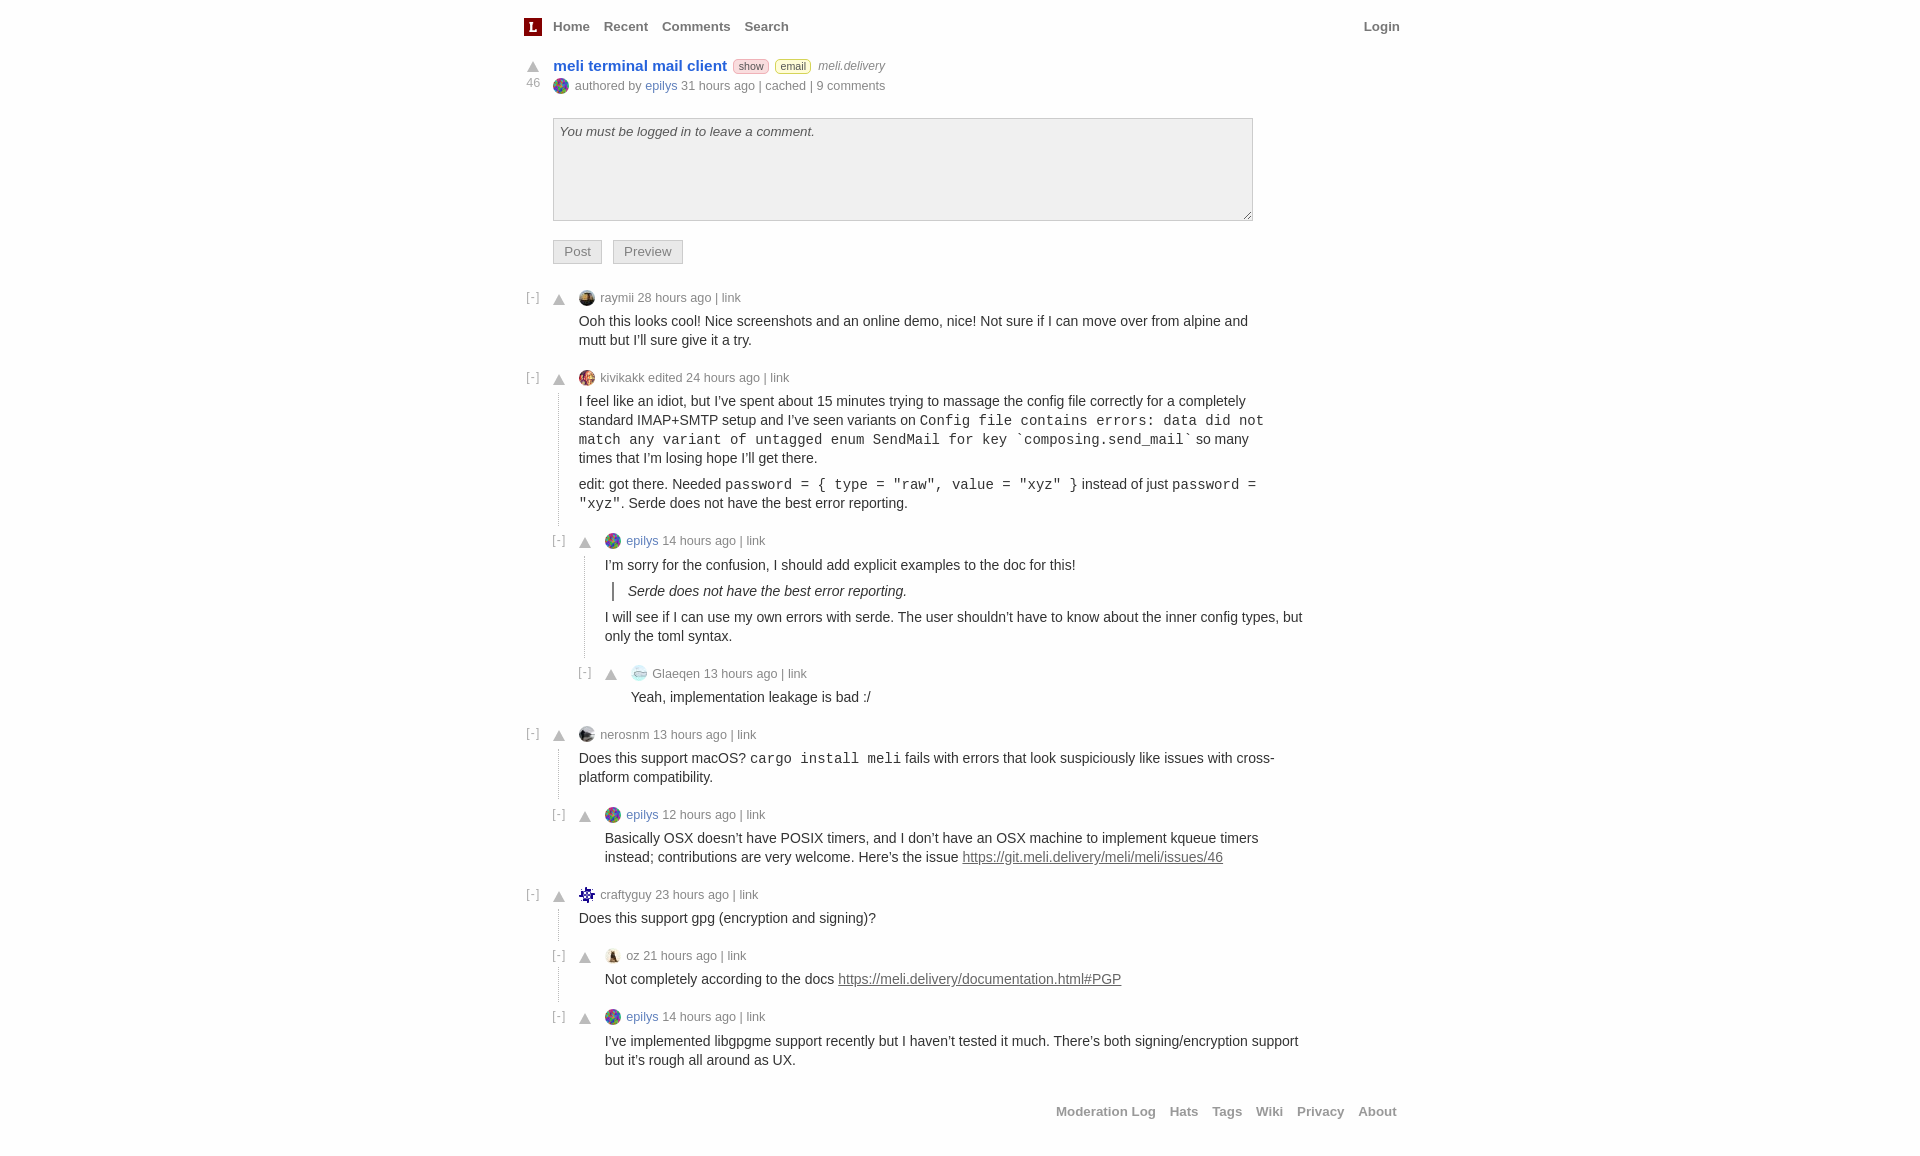 L Home Recent Comments Search Login
meli terminal mail client show email meli.delivery
46 authored by epilys 31 hours ago | cached | 9 comments
You must be logged in to leave a comment.
Post Preview
[-] raymii 28 hours ago | link
Ooh this looks cool! Nice screenshots and an online demo, nice! Not sure if I can move over from alpine and
mutt but I’ll sure give it a try.
[-] kivikakk edited 24 hours ago | link
I feel like an idiot, but I’ve spent about 15 minutes trying to massage the config file correctly for a completely
standard IMAP+SMTP setup and I’ve seen variants on Config file contains errors: data did not
match any variant of untagged enum SendMail for key `composing.send_mail` so many
times that I’m losing hope I’ll get there.
edit: got there. Needed password = { type = "raw", value = "xyz" } instead of just password =
"xyz". Serde does not have the best error reporting.
[-] epilys 14 hours ago | link
I’m sorry for the confusion, I should add explicit examples to the doc for this!
Serde does not have the best error reporting.
I will see if I can use my own errors with serde. The user shouldn’t have to know about the inner config types, but
only the toml syntax.
[-] Glaeqen 13 hours ago | link
Yeah, implementation leakage is bad :/
[-] nerosnm 13 hours ago | link
Does this support macOS? cargo install meli fails with errors that look suspiciously like issues with cross-
platform compatibility.
[-] epilys 12 hours ago | link
Basically OSX doesn’t have POSIX timers, and I don’t have an OSX machine to implement kqueue timers
instead; contributions are very welcome. Here’s the issue https://git.meli.delivery/meli/meli/issues/46
[-] craftyguy 23 hours ago | link
Does this support gpg (encryption and signing)?
[-] oz 21 hours ago | link
Not completely according to the docs https://meli.delivery/documentation.html#PGP
[-] epilys 14 hours ago | link
I’ve implemented libgpgme support recently but I haven’t tested it much. There’s both signing/encryption support
but it’s rough all around as UX.
Moderation Log Hats Tags Wiki Privacy About